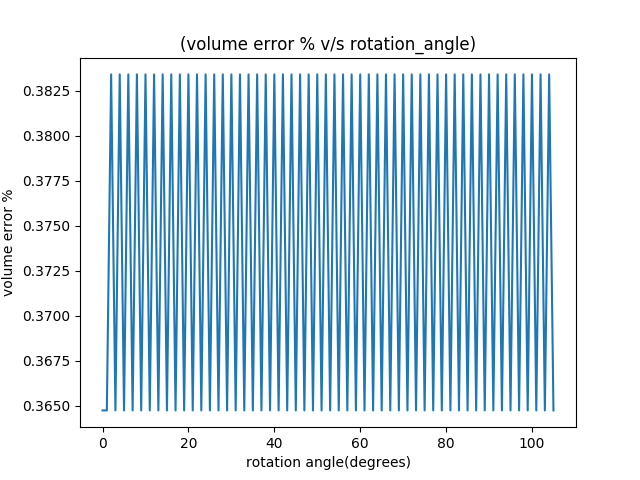 (volume error % v/s rotation_angle)
volume error %
0.3825
0.3800
0.3775
0.3750
0.3725
0.3700
0.3675
0.3650
0 20 40 60 80 100
rotation angle(degrees)